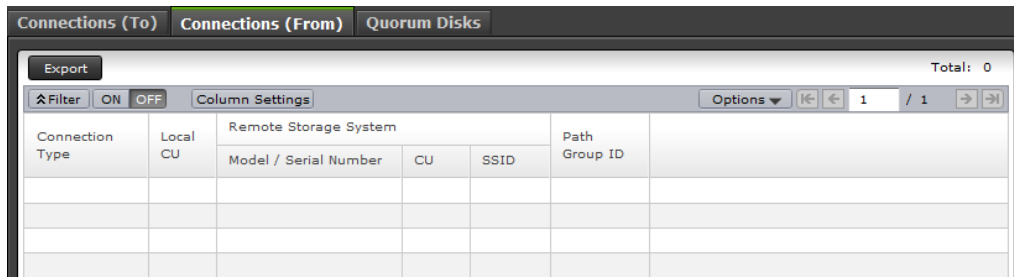 Connections (To) Connections (From) Quorum Disks
Export Total: 0
Filter ON OFF Column Settings Options 1 / 1
Connection Type Local CU Remote Storage System Path Group ID
Model / Serial Number CU SSID